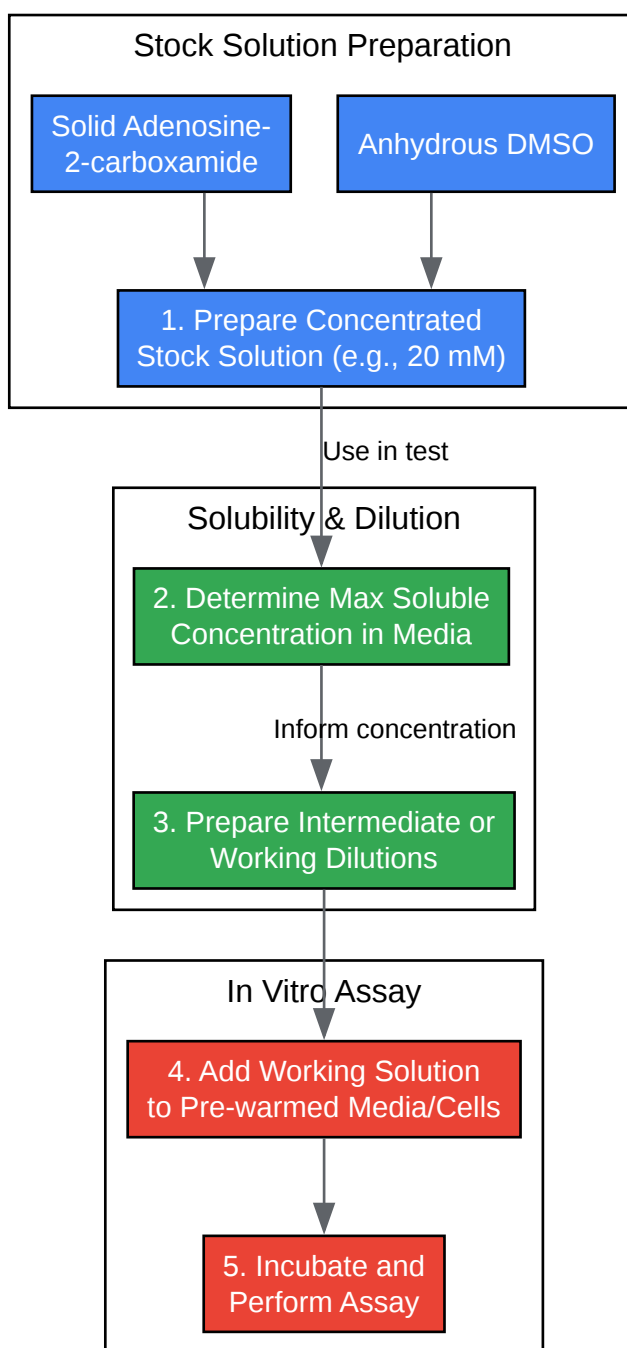 Stock Solution Preparation
Solid Adenosine-
2-carboxamide
Anhydrous DMSO
1. Prepare Concentrated
Stock Solution (e.g., 20 mM)
Use in test
Solubility & Dilution
2. Determine Max Soluble
Concentration in Media
Inform concentration
3. Prepare Intermediate or
Working Dilutions
In Vitro Assay
4. Add Working Solution
to Pre-warmed Media/Cells
5. Incubate and
Perform Assay